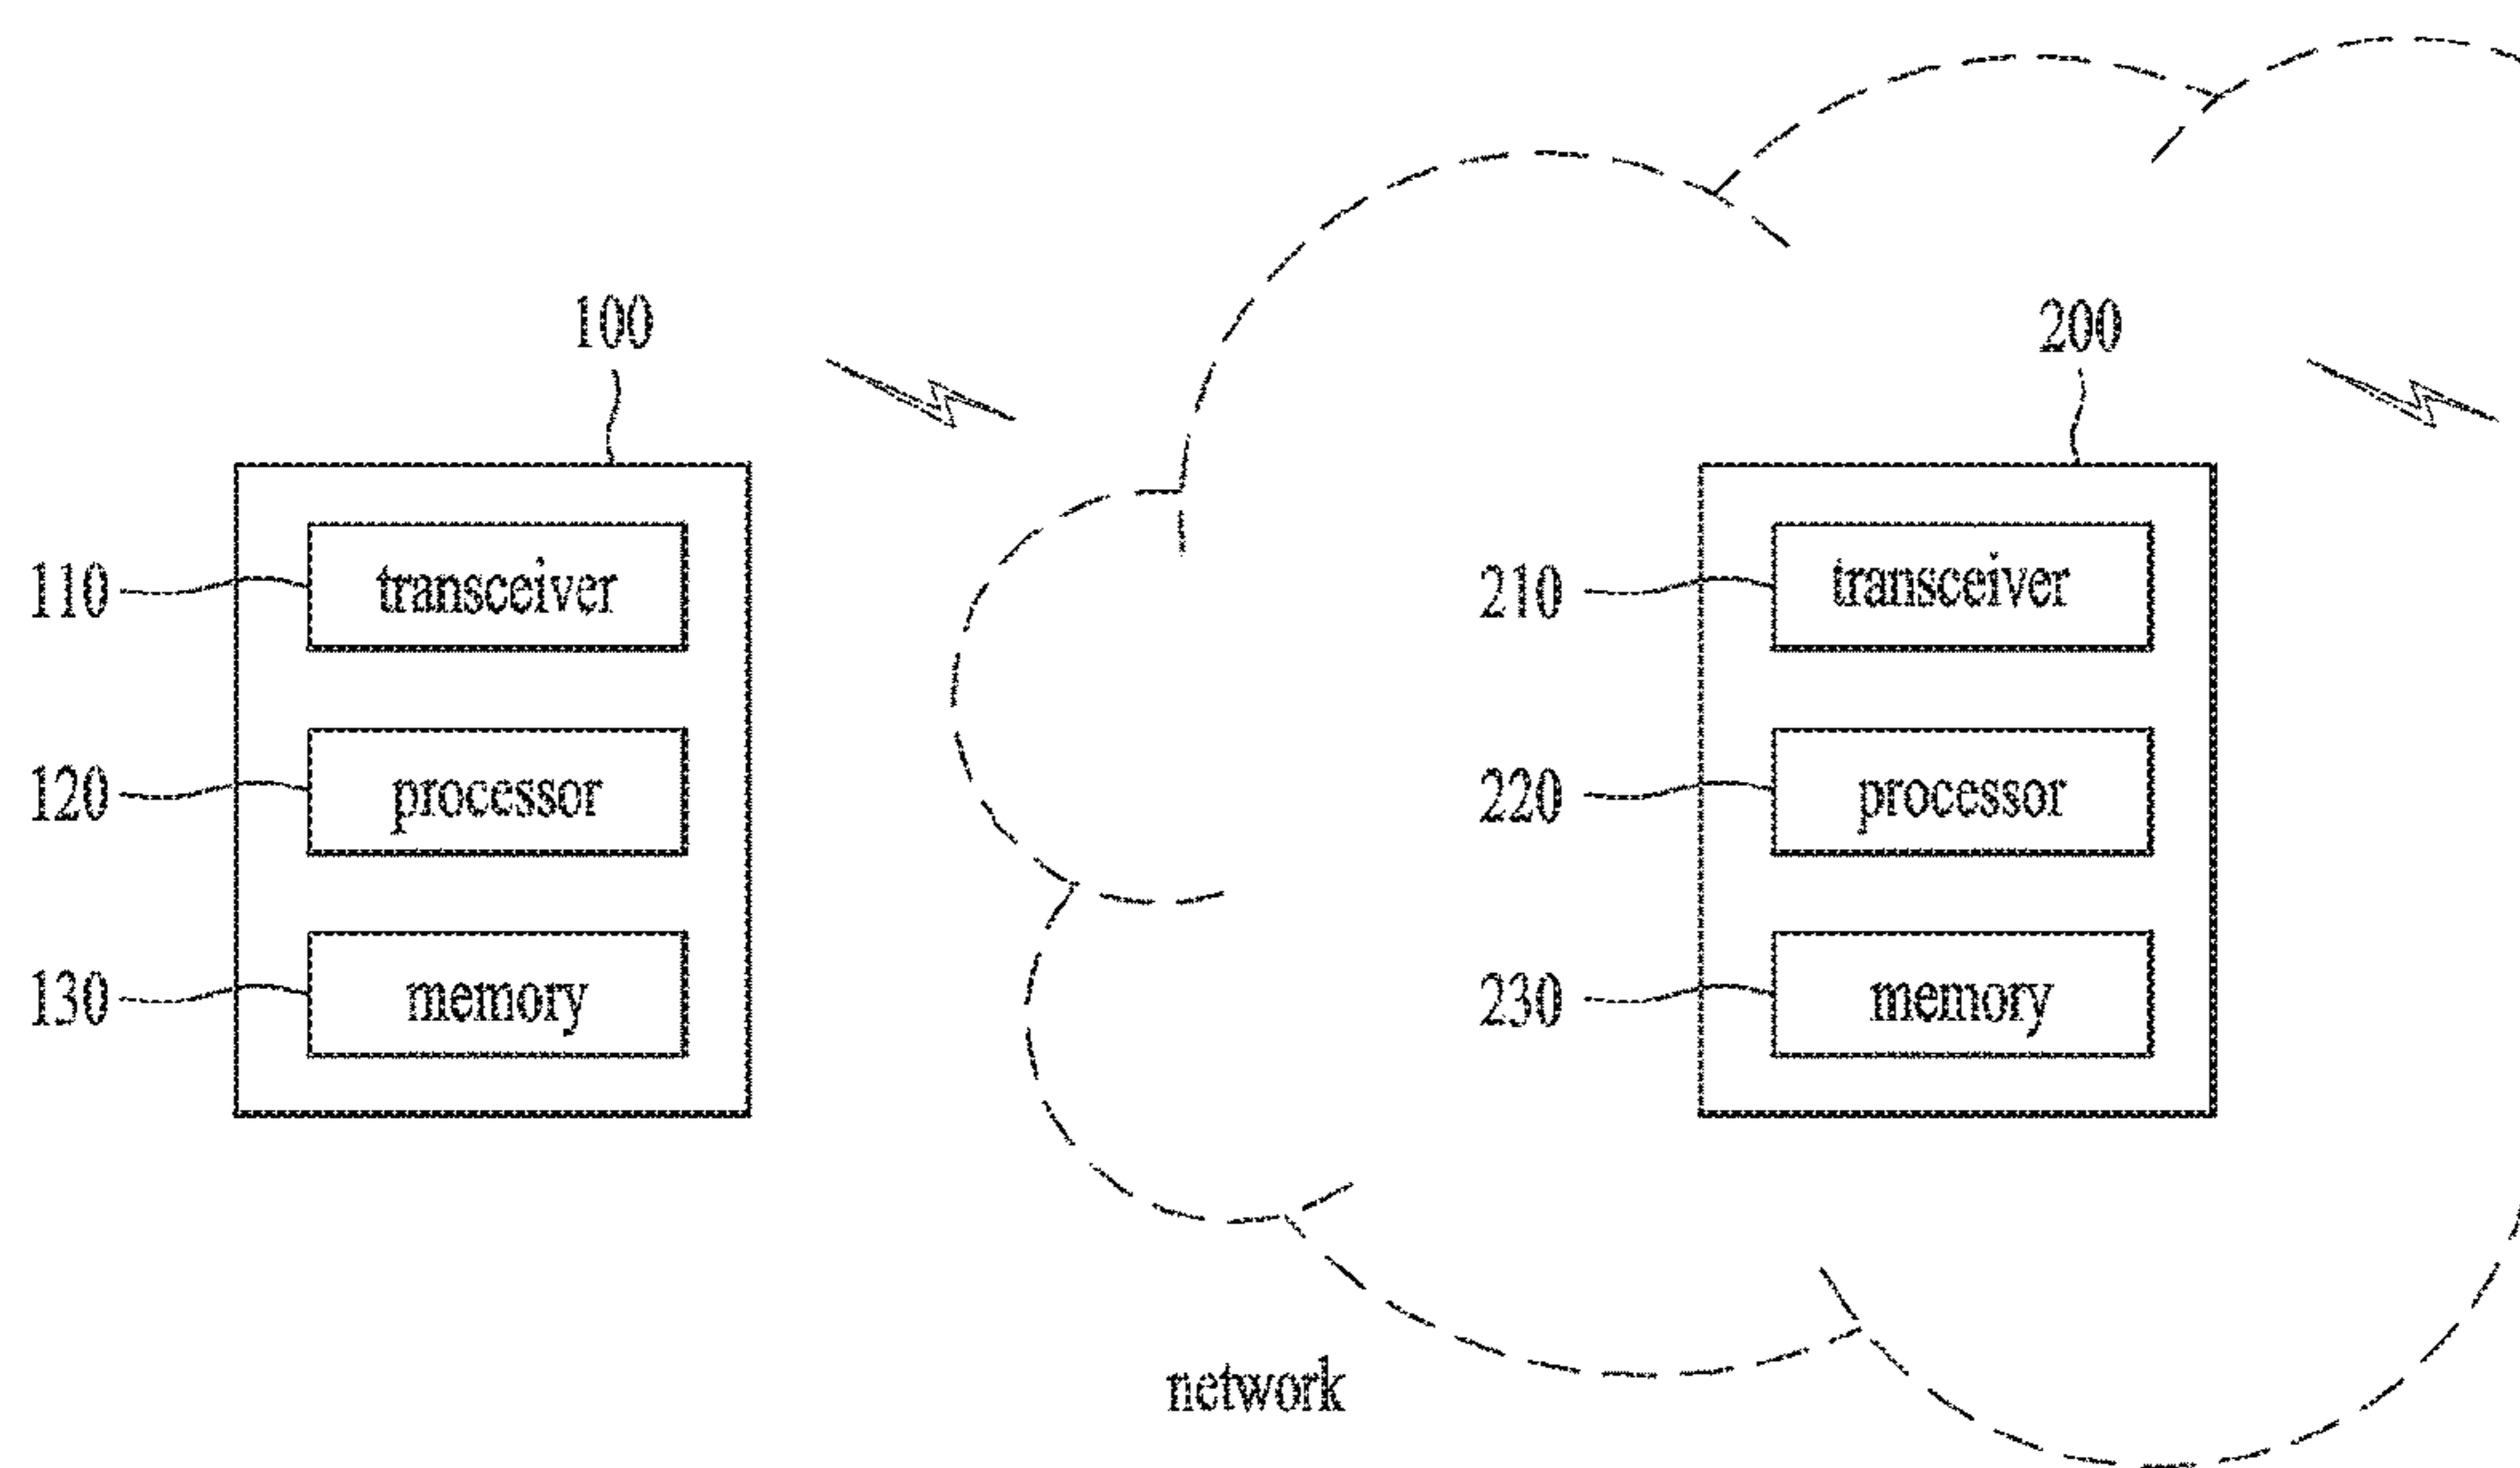 100
200
110
transceiver
210
transceiver
120
processor
220
processor
130
memory
230
memory
network